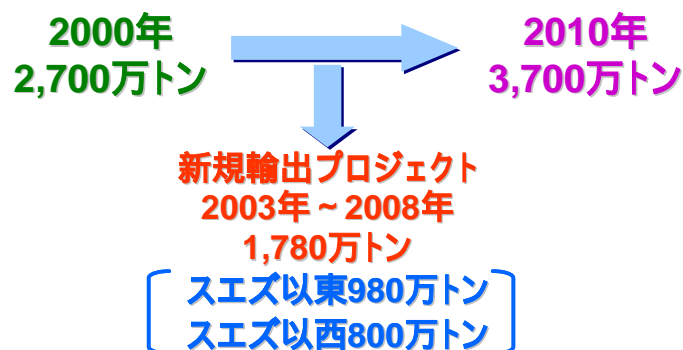 2000年
2,700万トン
2010年
3,700万トン
新規輸出プロジェクト
2003年~2008年
1,780万トン
スエズ以東980万トン
スエズ以西800万トン